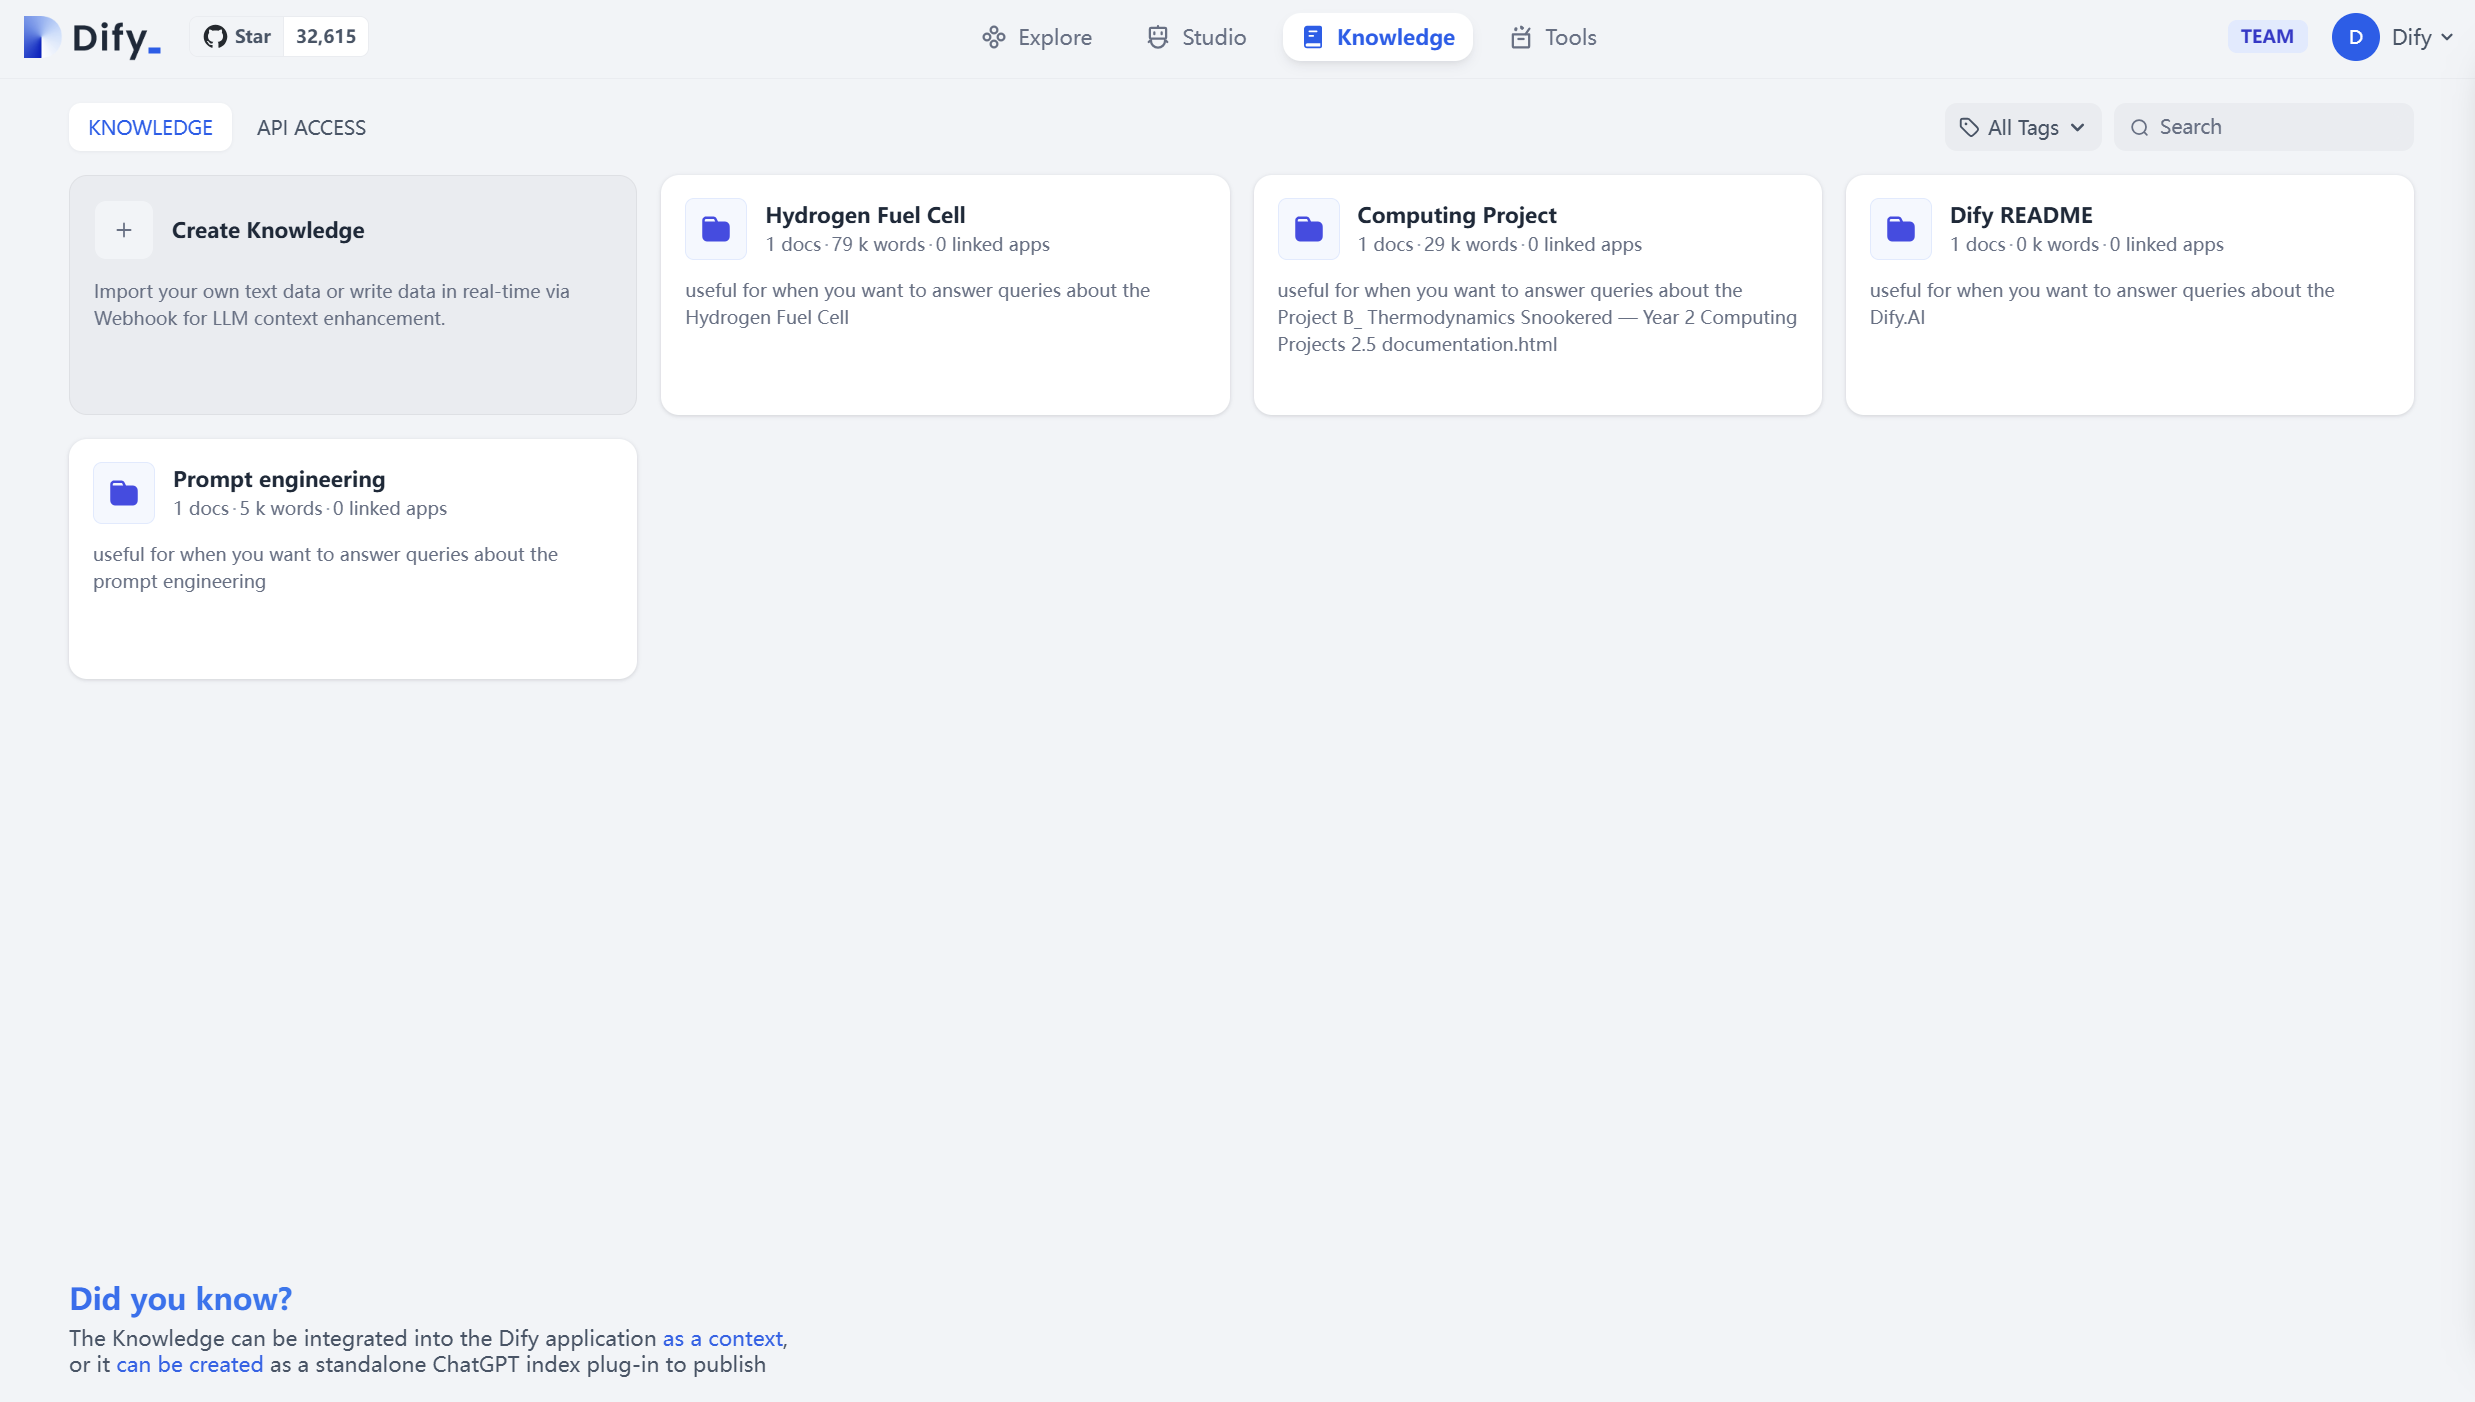 Dify_
Star 32,615
Explore
Studio
Knowledge
Tools
TEAM
D
Dify
KNOWLEDGE
API ACCESS
All Tags
Search
Create Knowledge
Import your own text data or write data in real-time via
Webhook for LLM context enhancement.
Hydrogen Fuel Cell
1 docs·79 k words·0 linked apps
useful for when you want to answer queries about the
Hydrogen Fuel Cell
Computing Project
1 docs·29 k words·0 linked apps
useful for when you want to answer queries about the
Project B_ Thermodynamics Snookered — Year 2 Computing
Projects 2.5 documentation.html
Dify README
1 docs·0 k words·0 linked apps
useful for when you want to answer queries about the
Dify.AI
Prompt engineering
1 docs·5 k words·0 linked apps
useful for when you want to answer queries about the
prompt engineering
Did you know?
The Knowledge can be integrated into the Dify application as a context,
or it can be created as a standalone ChatGPT index plug-in to publish